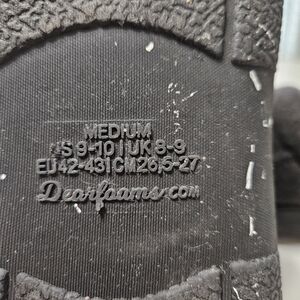 MEDIUM
US 9-10 | UK 8-9
EU 42-43 | CM 26,5-27
Dearfoams.com